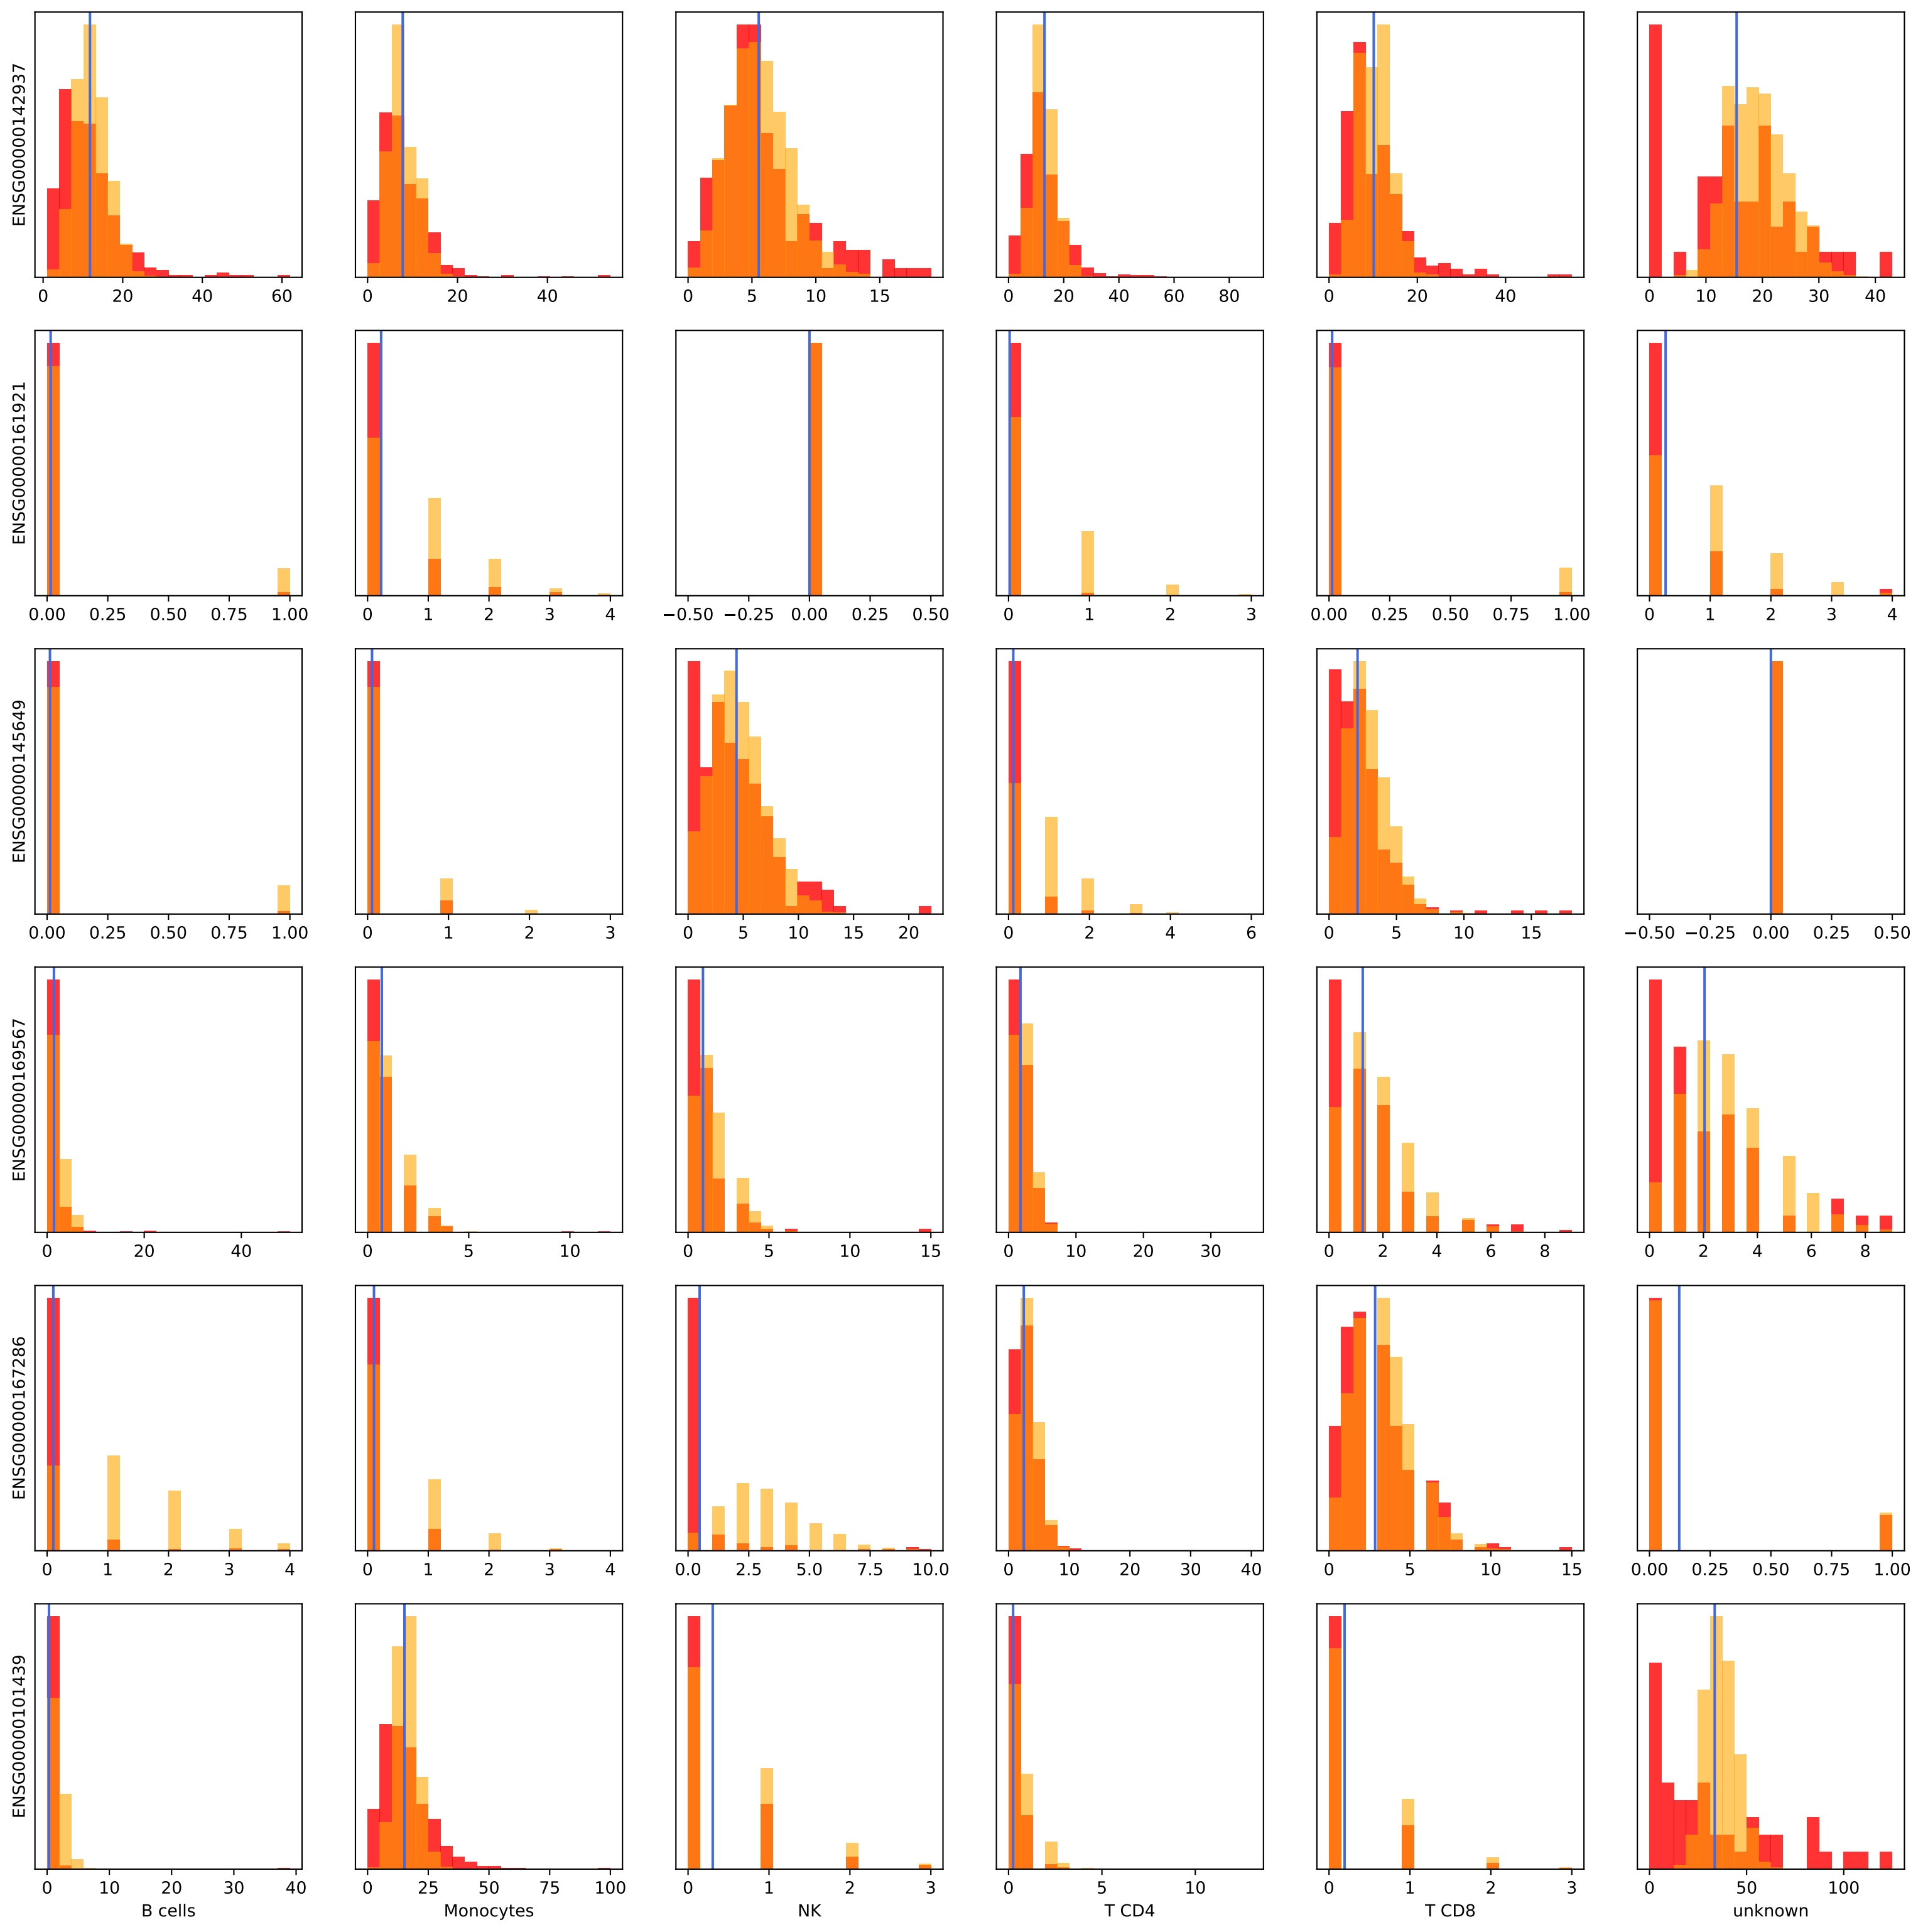 ENSG00000142937
0 20 40 60
0 20 40
0 5 10 15
0 20 40 60 80
0 20 40
0 10 20 30 40
ENSG00000161921
0.00 0.25 0.50 0.75 1.00
0 1 2 3 4
−0.50 −0.25 0.00 0.25 0.50
0 1 2 3
0.00 0.25 0.50 0.75 1.00
0 1 2 3 4
ENSG00000145649
0.00 0.25 0.50 0.75 1.00
0 1 2 3
0 5 10 15 20
0 2 4 6
0 5 10 15
−0.50 −0.25 0.00 0.25 0.50
ENSG00000169567
0 20 40
0 5 10
0 5 10 15
0 10 20 30
0 2 4 6 8
0 2 4 6 8
ENSG00000167286
0 1 2 3 4
0 1 2 3 4
0.0 2.5 5.0 7.5 10.0
0 10 20 30 40
0 5 10 15
0.00 0.25 0.50 0.75 1.00
ENSG00000101439
0 10 20 30 40
0 25 50 75 100
0 1 2 3
0 5 10
0 1 2 3
0 50 100
B cells
Monocytes
NK
T CD4
T CD8
unknown